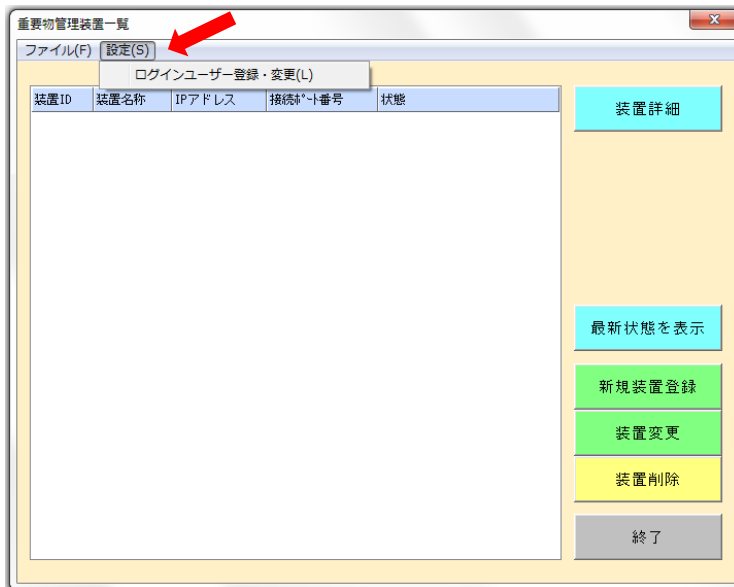 重要物管理装置一覧
ファイル(F) 設定(S)
ログインユーザー登録・変更(L)
装置ID 装置名称 IPアドレス 接続ﾎﾟｰﾄ番号 状態
装置詳細
最新状態を表示
新規装置登録
装置変更
装置削除
終了